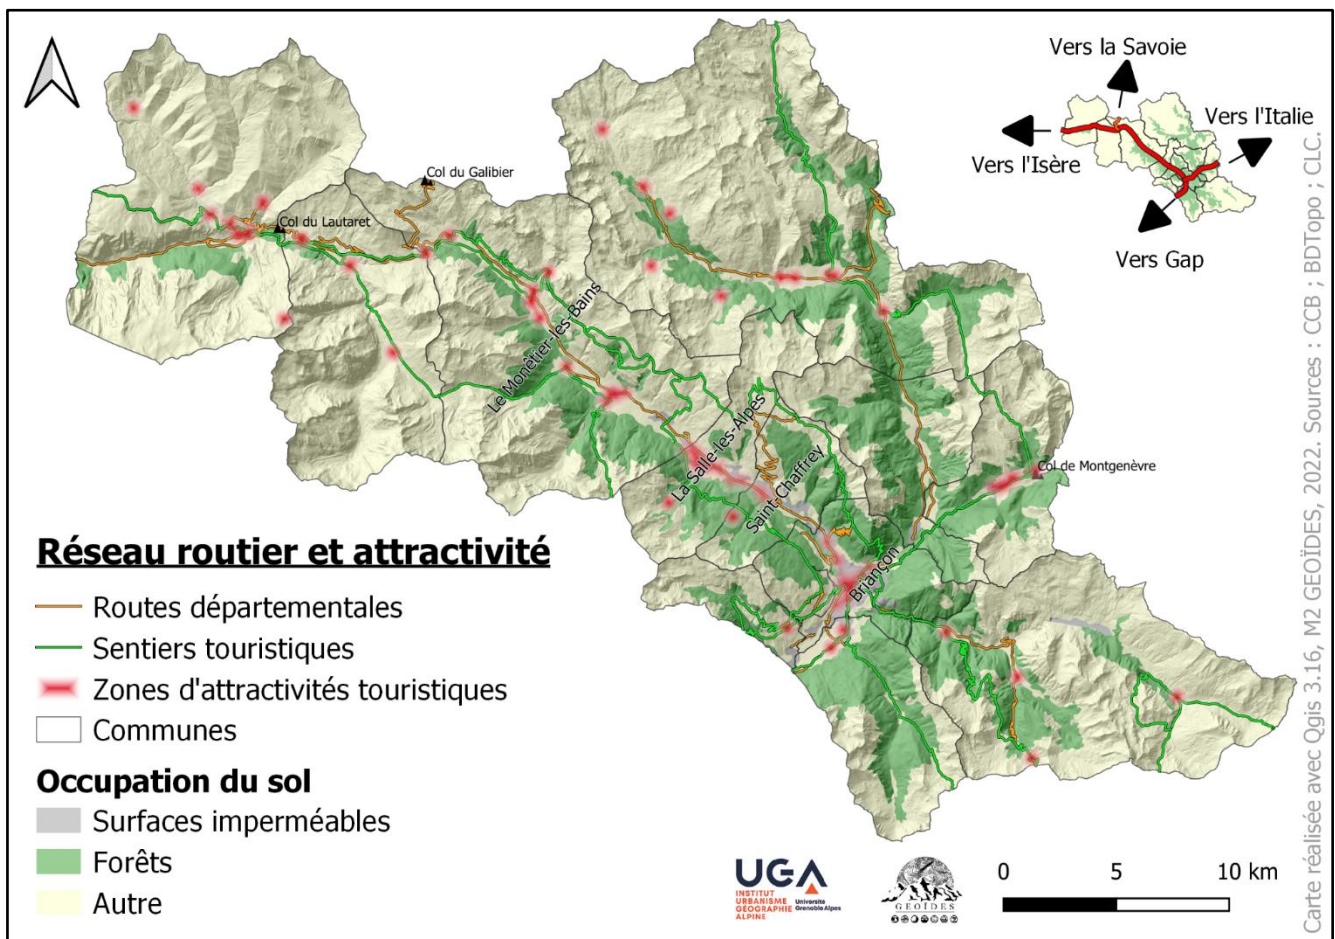 Vers la Savoie
Vers l'Italie
Vers l'Isère
Vers Gap
Col du Galibier
Col du Lautaret
Le Monêtier-les-Bains
La Salle-les-Alpes
Saint-Chaffrey
Briançon
Col de Montgenèvre
Réseau routier et attractivité
Routes départementales
Sentiers touristiques
Zones d'attractivités touristiques
Communes
Occupation du sol
Surfaces imperméables
Forêts
Autre
UGA
INSTITUT
URBANISME
GÉOGRAPHIE
ALPINE
Université
Grenoble Alpes
GEOÏDES
0 5 10 km
Carte réalisée avec Qgis 3.16, M2 GEOÏDES, 2022. Sources : CCB ; BDTopo ; CLC.